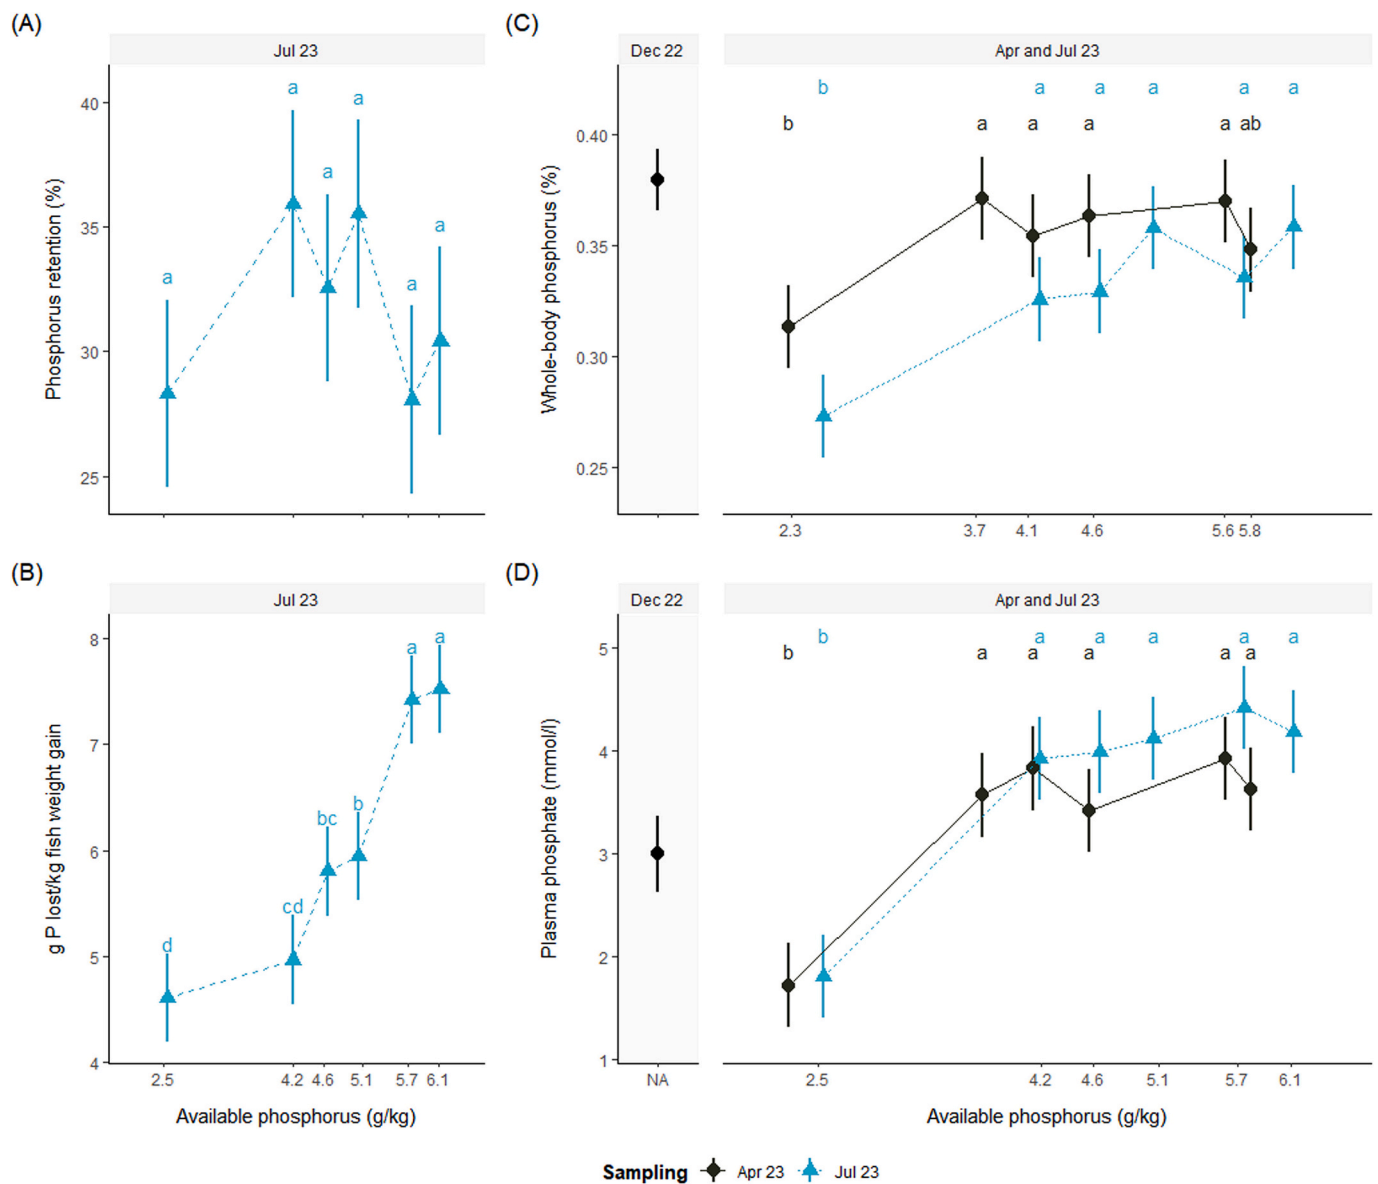 (A)
Jul 23
a
a
a
a
a
a
40
35
30
25
Phosphorus retention (%)
(C)
Dec 22
Apr and Jul 23
b a a a a a
b a a a a ab
0.40
0.35
0.30
0.25
Whole-body phosphorus (%)
2.3 3.7 4.1 4.6 5.6 5.8
(B)
Jul 23
a
a
b
bc
cd
d
8
7
6
5
4
g P lost/kg fish weight gain
2.5 4.2 4.6 5.1 5.7 6.1
Available phosphorus (g/kg)
(D)
Dec 22
Apr and Jul 23
b a a a a a
b a a a a a
5
4
3
2
1
Plasma phosphate (mmol/l)
NA
2.5 4.2 4.6 5.1 5.7 6.1
Available phosphorus (g/kg)
Sampling Apr 23 Jul 23